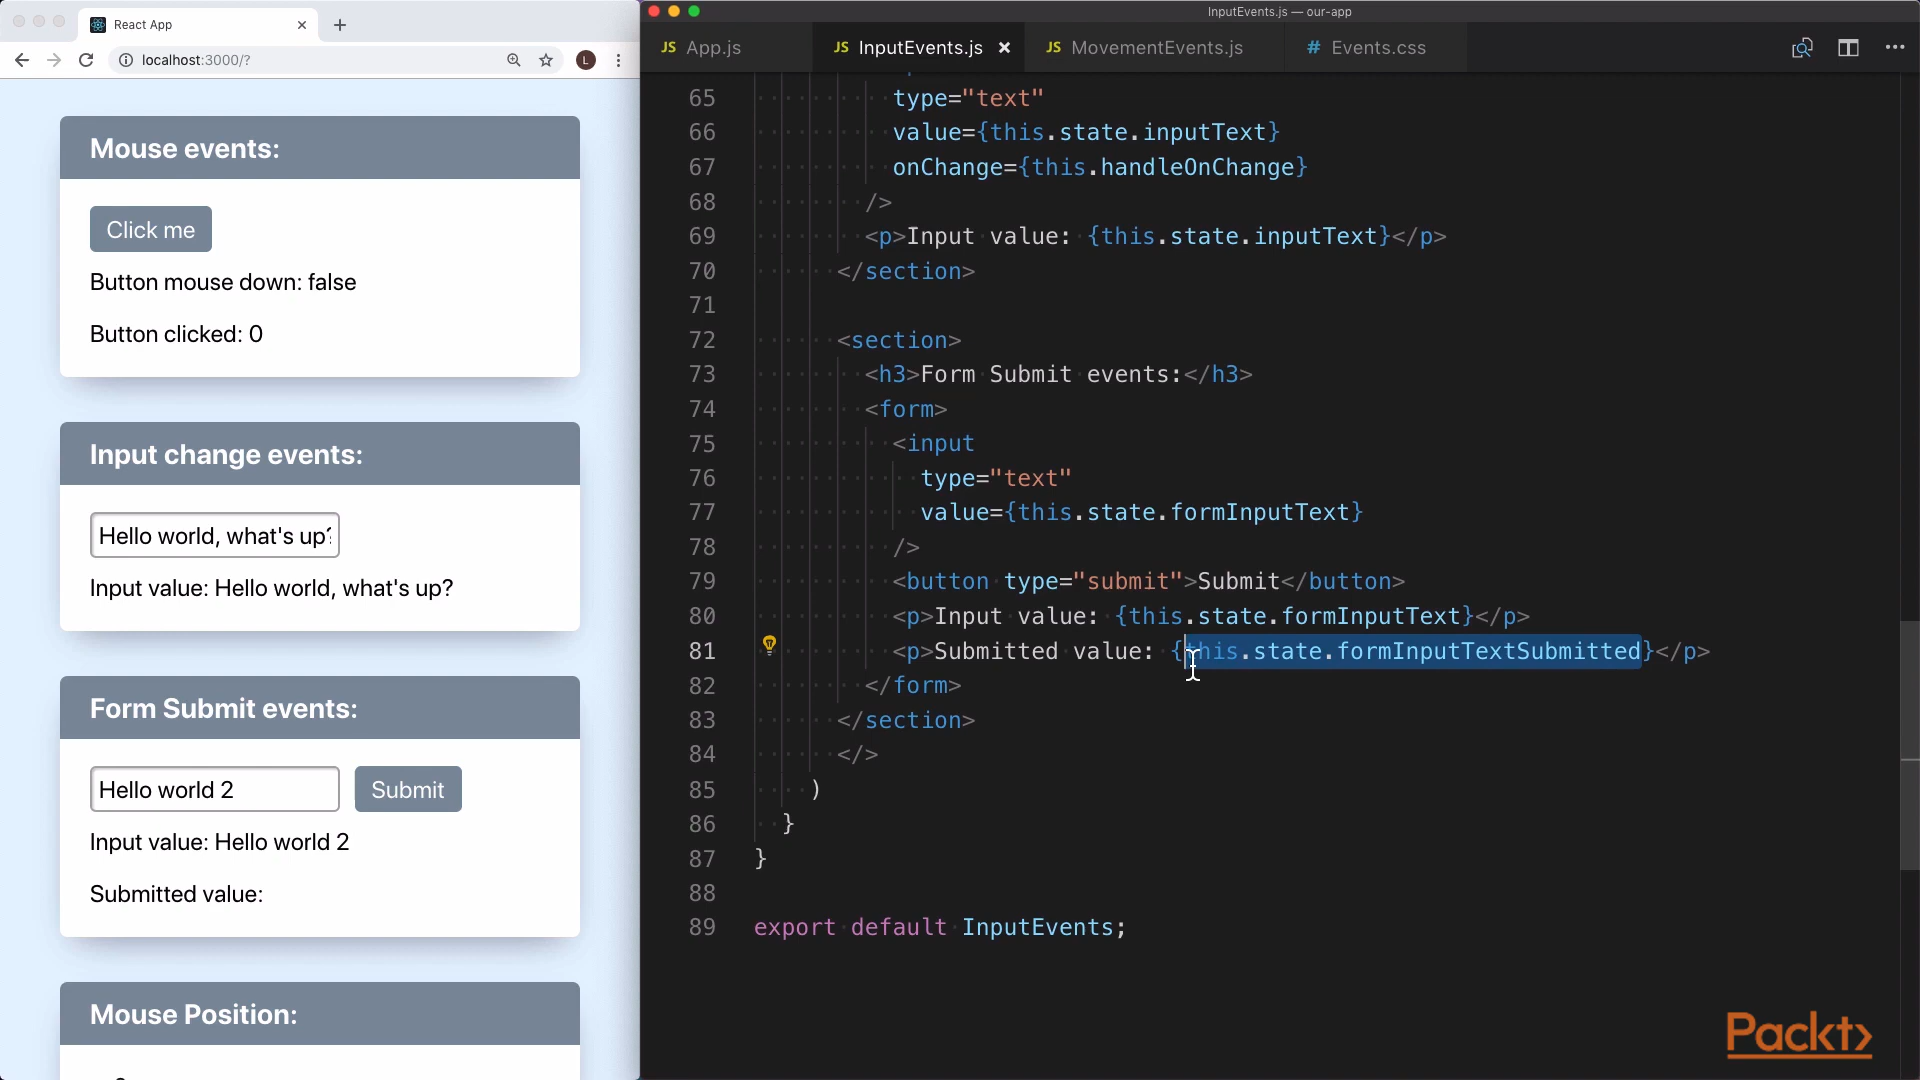 React App
localhost:3000/?
L
Mouse events:
Click me
Button mouse down: false
Button clicked: 0
Input change events:
Hello world, what's up?
Input value: Hello world, what's up?
Form Submit events:
Hello world 2
Submit
Input value: Hello world 2
Submitted value:
Mouse Position:
InputEvents.js — our-app
JS App.js
JS InputEvents.js
JS MovementEvents.js
# Events.css
65 type="text"
66 value={this.state.inputText}
67 onChange={this.handleOnChange}
68 />
69 <p>Input value: {this.state.inputText}</p>
70 </section>
71
72 <section>
73 <h3>Form Submit events:</h3>
74 <form>
75 <input
76 type="text"
77 value={this.state.formInputText}
78 />
79 <button type="submit">Submit</button>
80 <p>Input value: {this.state.formInputText}</p>
81 <p>Submitted value: {this.state.formInputTextSubmitted}</p>
82 </form>
83 </section>
84 </>
85 )
86 }
87 }
88
89 export default InputEvents;
Packt>